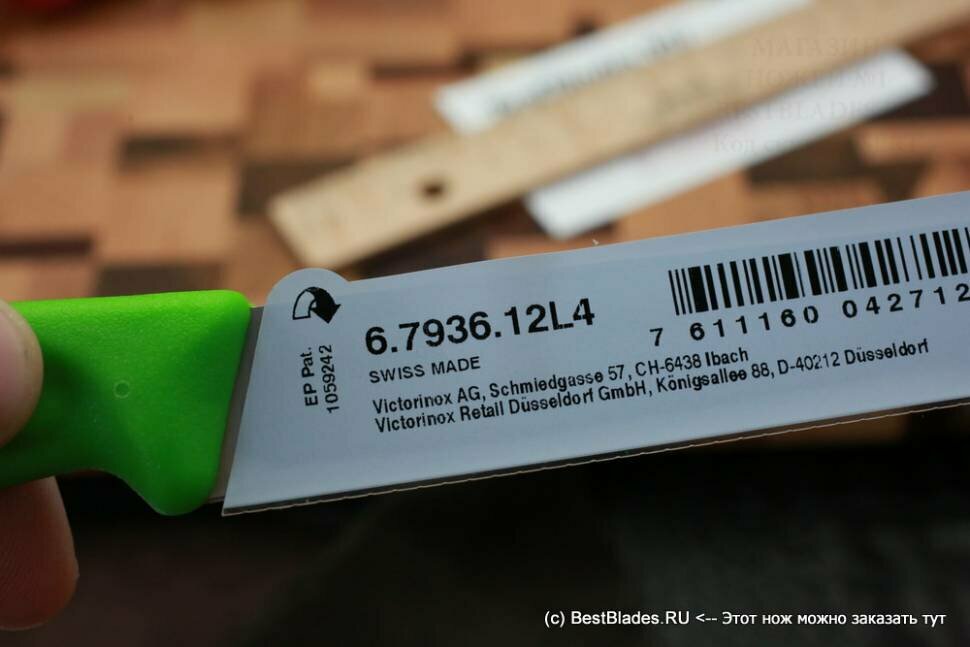 МАГАЗИН
6.7936.12L4
SWISS MADE
EP Pat.
1059242
7 611160 042712
Victorinox AG, Schmiedgasse 57, CH-6438 Ibach
Victorinox Retail Düsseldorf GmbH, Königsallee 88, D-40212 Düsseldorf
(c) BestBlades.RU <-- Этот нож можно заказать тут